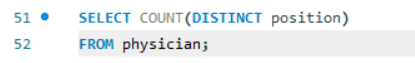 51 SELECT COUNT(DISTINCT position)
52 FROM physician;